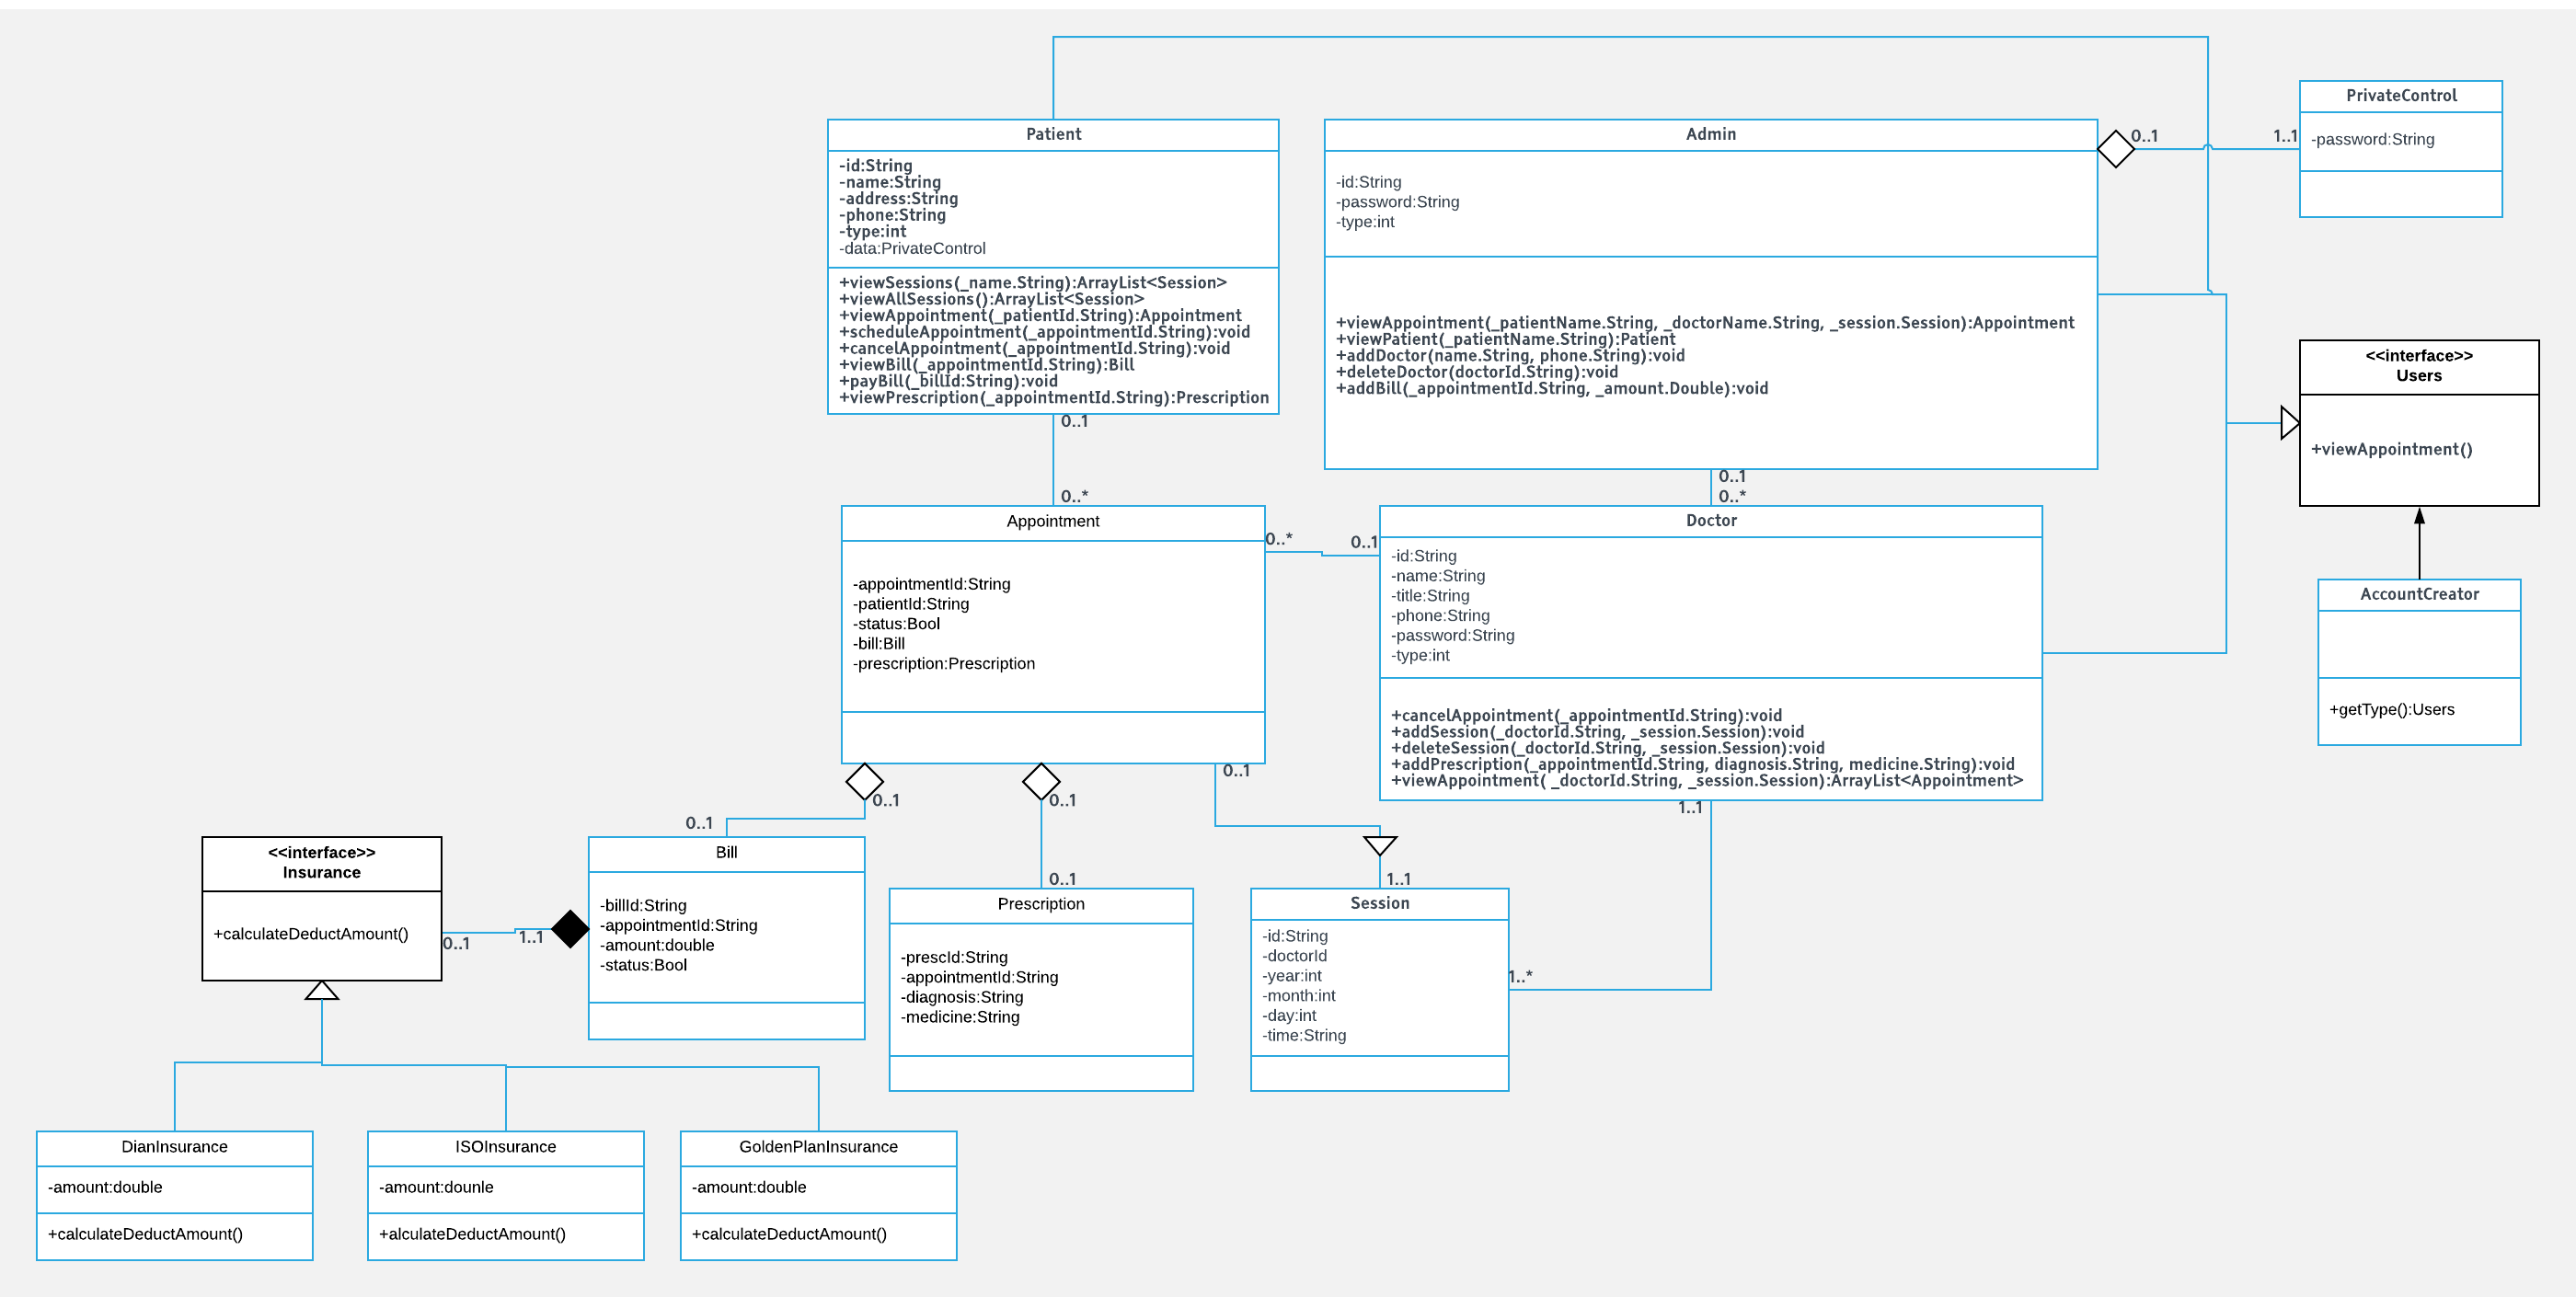 Patient
-id:String
-name:String
-address:String
-phone:String
-type:int
-data:PrivateControl
+viewSessions(_name.String):ArrayList<Session>
+viewAllSessions():ArrayList<Session>
+viewAppointment(_patientId.String):Appointment
+scheduleAppointment(_appointmentId.String):void
+cancelAppointment(_appointmentId.String):void
+viewBill(_appointmentId.String):Bill
+payBill(_billId:String):void
+viewPrescription(_appointmentId.String):Prescription
0..1
0..*
Admin
-id:String
-password:String
-type:int
+viewAppointment(_patientName.String, _doctorName.String, _session.Session):Appointment
+viewPatient(_patientName.String):Patient
+addDoctor(name.String, phone.String):void
+deleteDoctor(doctorId.String):void
+addBill(_appointmentId.String, _amount.Double):void
0..1
1..1
0..1
0..*
PrivateControl
-password:String
<<interface>>
Users
+viewAppointment()
Appointment
-appointmentId:String
-patientId:String
-status:Bool
-bill:Bill
-prescription:Prescription
0..*
0..1
Doctor
-id:String
-name:String
-title:String
-phone:String
-password:String
-type:int
+cancelAppointment(_appointmentId.String):void
+addSession(_doctorId.String, _session.Session):void
+deleteSession(_doctorId.String, _session.Session):void
+addPrescription(_appointmentId.String, diagnosis.String, medicine.String):void
+viewAppointment( _doctorId.String, _session.Session):ArrayList<Appointment>
AccountCreator
+getType():Users
0..1
0..1
0..1
0..1
0..1
1..1
1..1
1..*
<<interface>>
Insurance
+calculateDeductAmount()
0..1
1..1
Bill
-billId:String
-appointmentId:String
-amount:double
-status:Bool
Prescription
-prescId:String
-appointmentId:String
-diagnosis:String
-medicine:String
Session
-id:String
-doctorId
-year:int
-month:int
-day:int
-time:String
DianInsurance
-amount:double
+calculateDeductAmount()
ISOInsurance
-amount:dounle
+alculateDeductAmount()
GoldenPlanInsurance
-amount:double
+calculateDeductAmount()